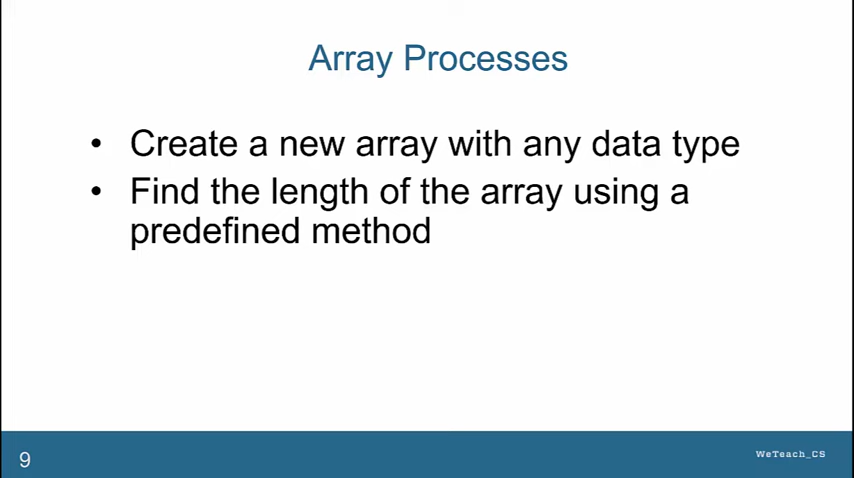 Array Processes
• Create a new array with any data type
• Find the length of the array using a
predefined method
9
WeTeach_CS